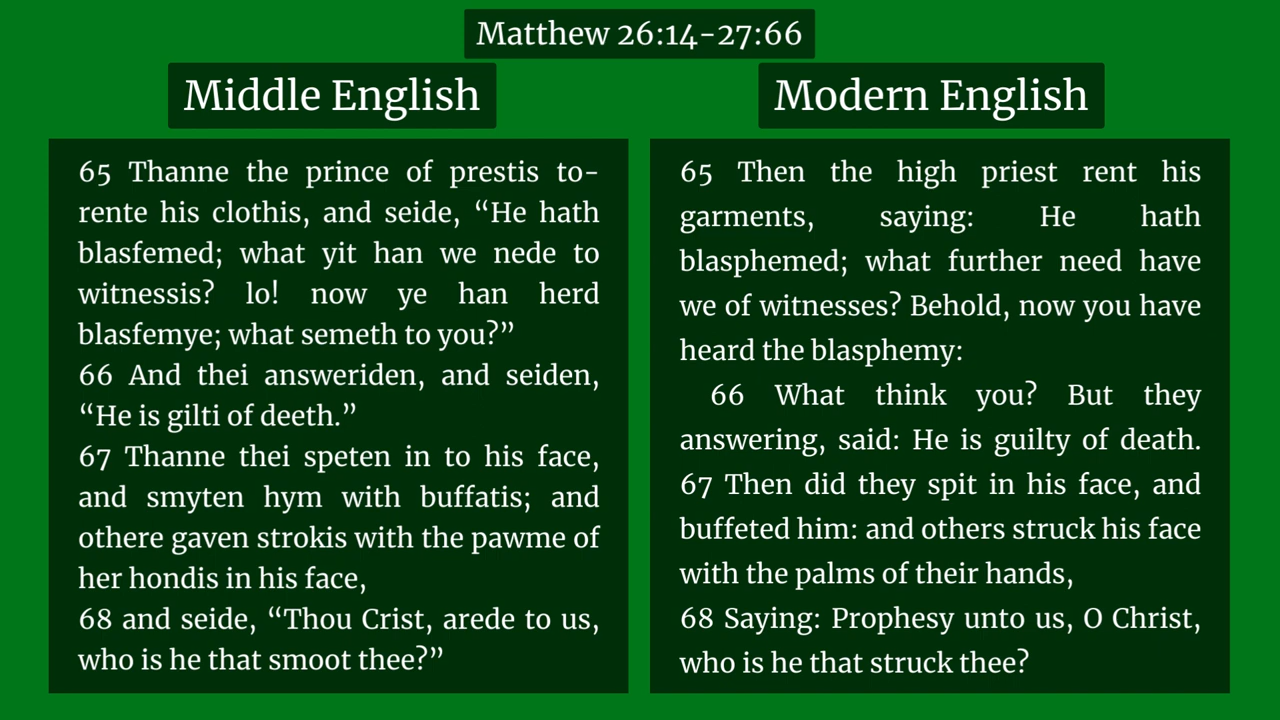 Matthew 26:14-27:66
Middle English
65 Thanne the prince of prestis to-
rente his clothis, and seide, “He hath
blasfemed; what yit han we nede to
witnessis? lo! now ye han herd
blasfemye; what semeth to you?”
66 And thei answeriden, and seiden,
“He is gilti of deeth.”
67 Thanne thei speten in to his face,
and smyten hym with buffatis; and
othere gaven strokis with the pawme of
her hondis in his face,
68 and seide, “Thou Crist, arede to us,
who is he that smoot thee?”
Modern English
65 Then the high priest rent his
garments, saying: He hath
blasphemed; what further need have
we of witnesses? Behold, now you have
heard the blasphemy:
66 What think you? But they
answering, said: He is guilty of death.
67 Then did they spit in his face, and
buffeted him: and others struck his face
with the palms of their hands,
68 Saying: Prophesy unto us, O Christ,
who is he that struck thee?